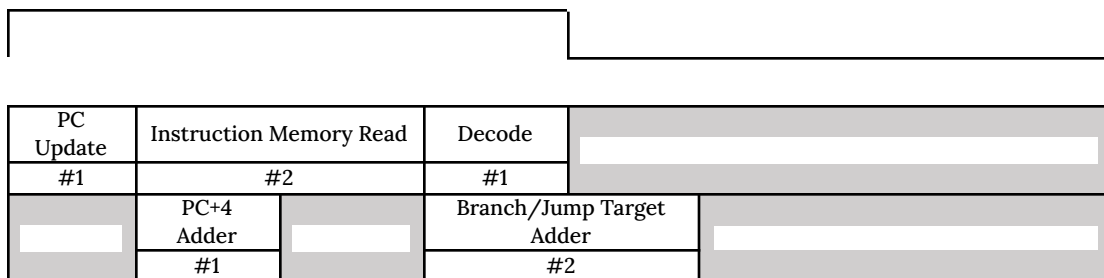 PC
Update
Instruction Memory Read
Decode
#1
#2
#1
PC+4
Adder
Branch/Jump Target
Adder
#1
#2